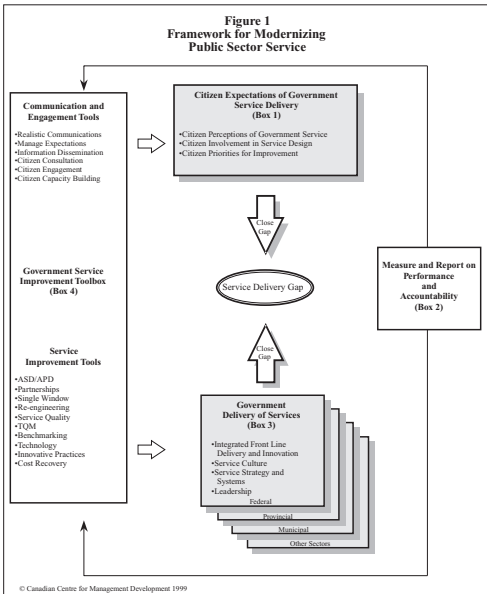 Figure 1
Framework for Modernizing
Public Sector Service
Communication and
Engagement Tools
•Realistic Communications
•Manage Expectations
•Information Dissemination
•Citizen Consultation
•Citizen Engagement
•Citizen Capacity Building
Government Service
Improvement Toolbox
(Box 4)
Service
Improvement Tools
•ASD/APD
•Partnerships
•Single Window
•Re-engineering
•Service Quality
•TQM
•Benchmarking
•Technology
•Innovative Practices
•Cost Recovery
Citizen Expectations of Government
Service Delivery
(Box 1)
•Citizen Perceptions of Government Service
•Citizen Involvement in Service Design
•Citizen Priorities for Improvement
Close
Gap
Service Delivery Gap
Close
Gap
Government
Delivery of Services
(Box 3)
•Integrated Front Line
Delivery and Innovation
•Service Culture
•Service Strategy and
Systems
•Leadership
Federal
Provincial
Municipal
Other Sectors
Measure and Report on
Performance
and
Accountability
(Box 2)
© Canadian Centre for Management Development 1999